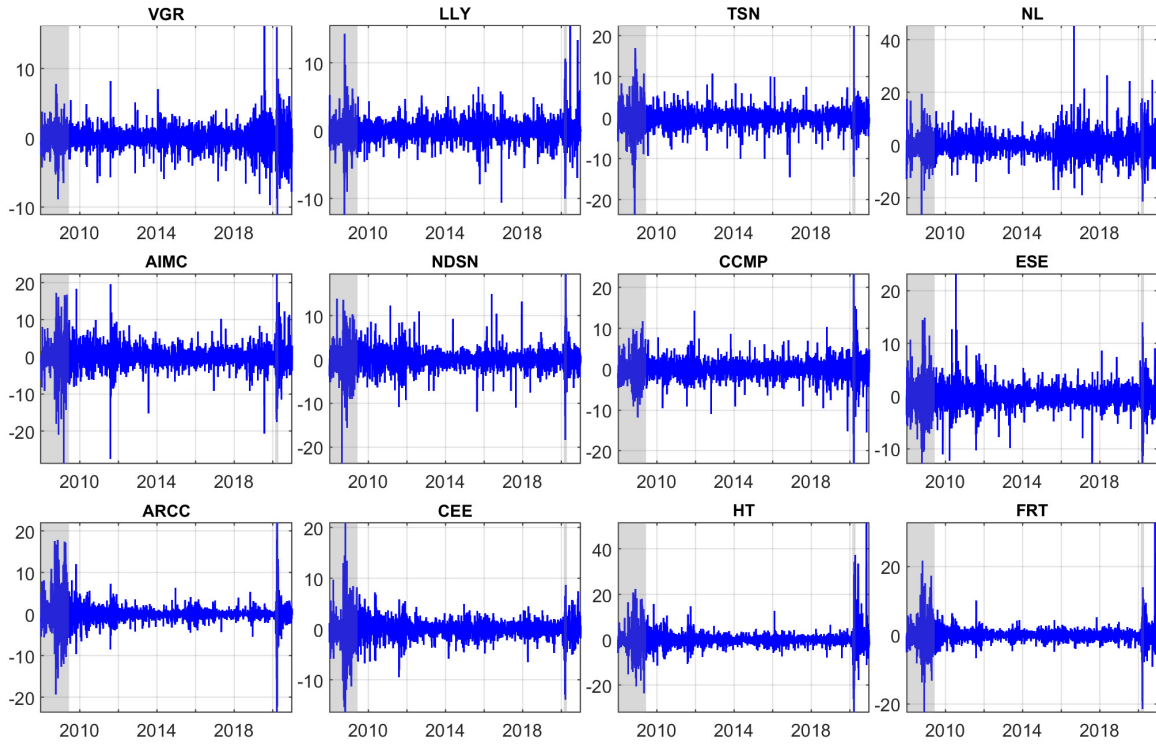 VGR LLY TSN NL
10 10 20 40
0 0 10 20
-10 -10 0 0
-10 -20
-20
2010 2014 2018 2010 2014 2018 2010 2014 2018 2010 2014 2018
AIMC NDSN CCMP ESE
20 20 20
10 10 10 10
0 0 0 0
-10 -10 -10 -10
-20 -20 -20
2010 2014 2018 2010 2014 2018 2010 2014 2018 2010 2014 2018
ARCC CEE HT FRT
20 20 40
10 10 20 20
0 0 0 0
-10 -10 -20 -20
-20
2010 2014 2018 2010 2014 2018 2010 2014 2018 2010 2014 2018